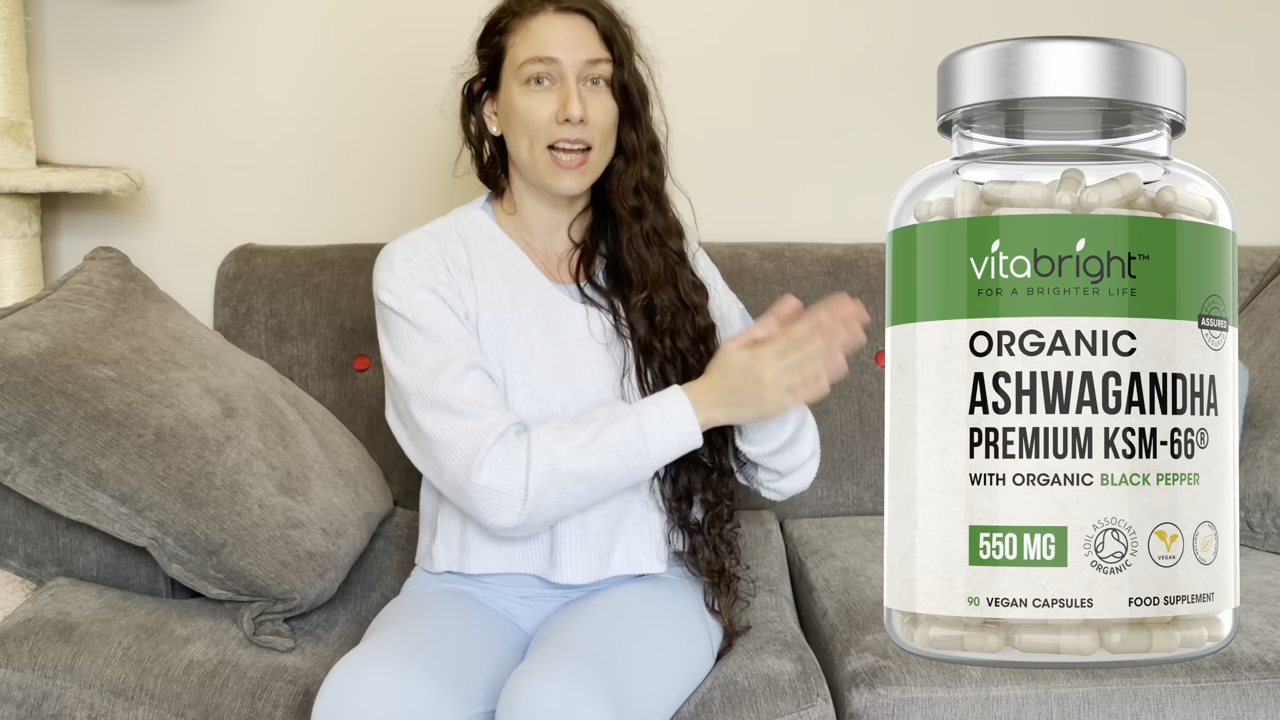 vitabright™
FOR A BRIGHTER LIFE
ASSURED
ORGANIC
ASHWAGANDHA
PREMIUM KSM-66®
WITH ORGANIC BLACK PEPPER
550 MG
SOIL ASSOCIATION
ORGANIC
VEGAN
90 VEGAN CAPSULES
FOOD SUPPLEMENT